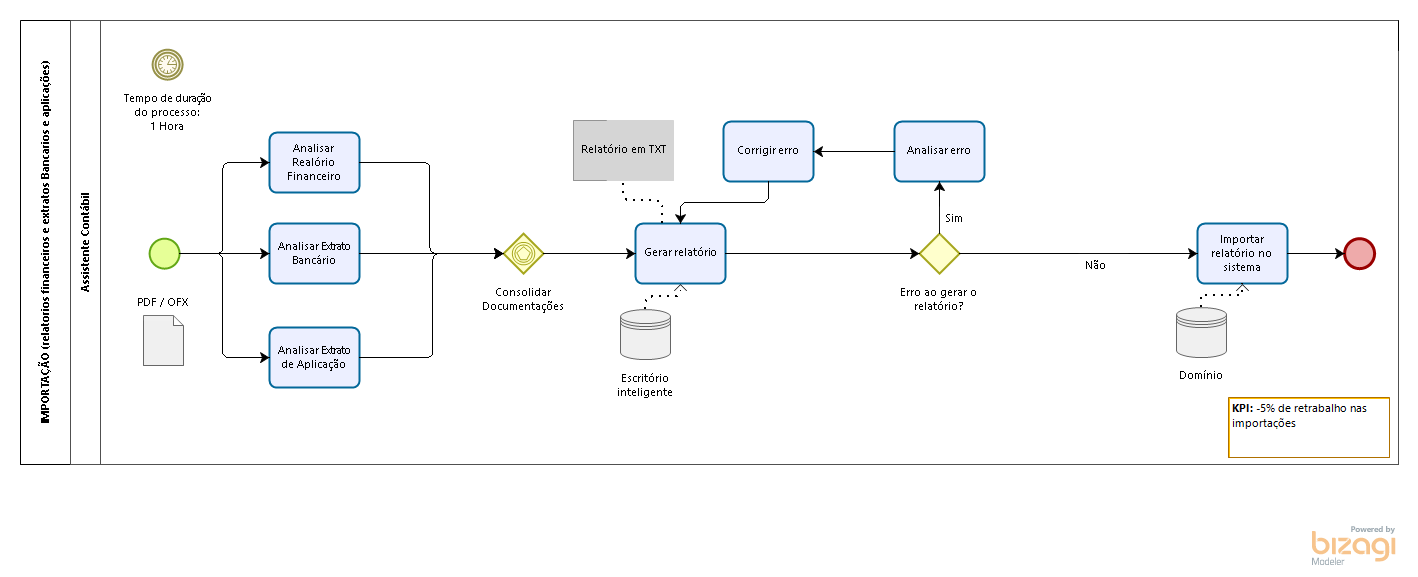 IMPORTAÇÃO (relatorios financeiros e extratos Bancarios e aplicações)
Assistente Contábil
Tempo de duração
do processo:
1 Hora
PDF / OFX
Analisar
Realório
Financeiro
Analisar Extrato
Bancário
Analisar Extrato
de Aplicação
Consolidar
Documentações
Relatório em TXT
Gerar relatório
Escritório
inteligente
Corrigir erro
Analisar erro
Sim
Erro ao gerar o
relatório?
Não
Importar
relatório no
sistema
Domínio
KPI: -5% de retrabalho nas
importações
Powered by
bizagi
Modeler